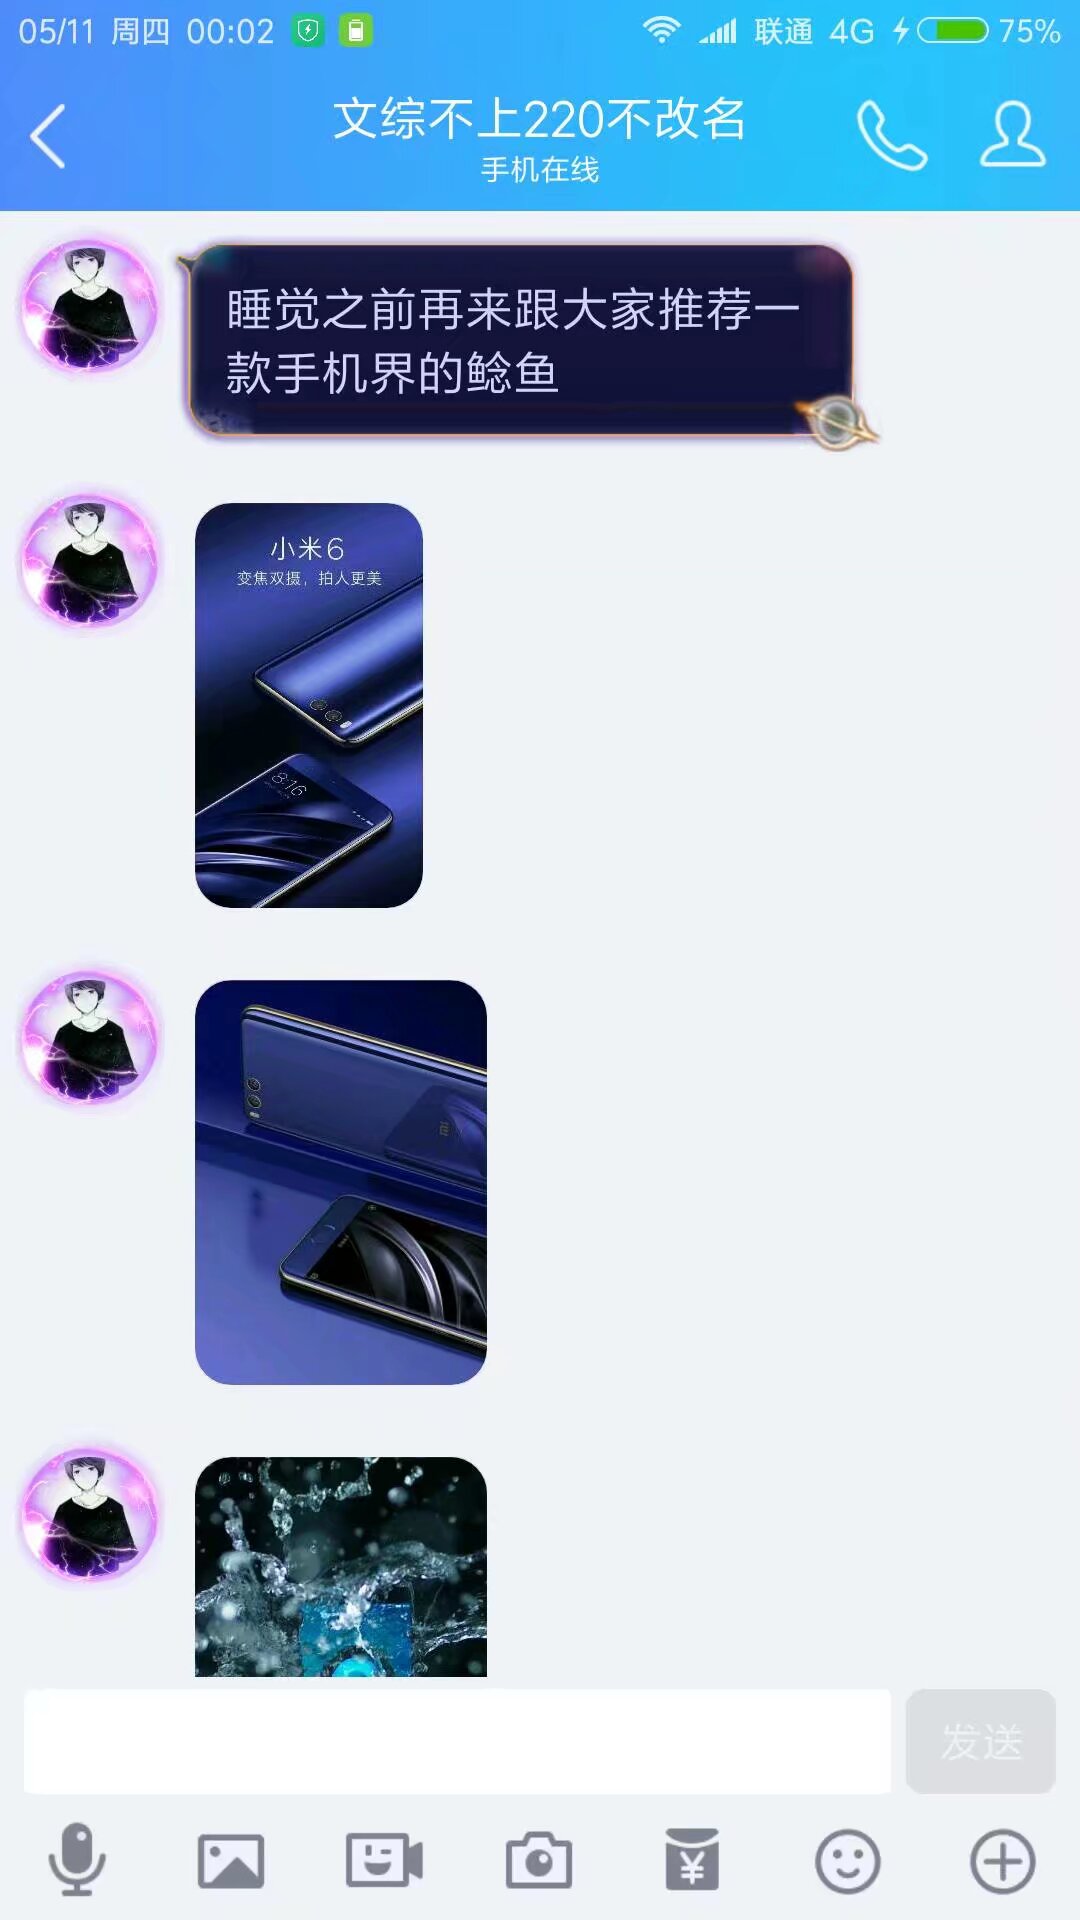 05/11 周四 00:02
联通 4G 75%
文综不上220不改名
手机在线
睡觉之前再来跟大家推荐一
款手机界的鲶鱼
小米6
变焦双摄，拍人更美
8:16
发送